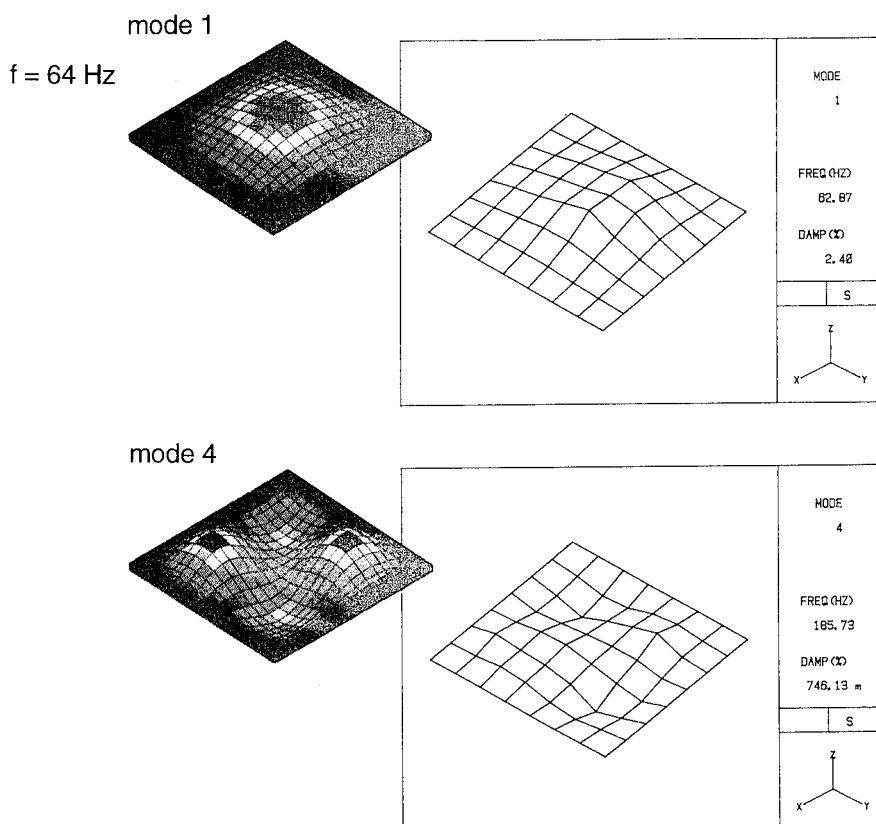 mode 1
f = 64 Hz
MODE
1
FREQ(HZ)
62.87
DAMP(%)
2.40
S
Z
X
Y
mode 4
MODE
4
FREQ(HZ)
185.73
DAMP(%)
746.13 m
S
Z
X
Y